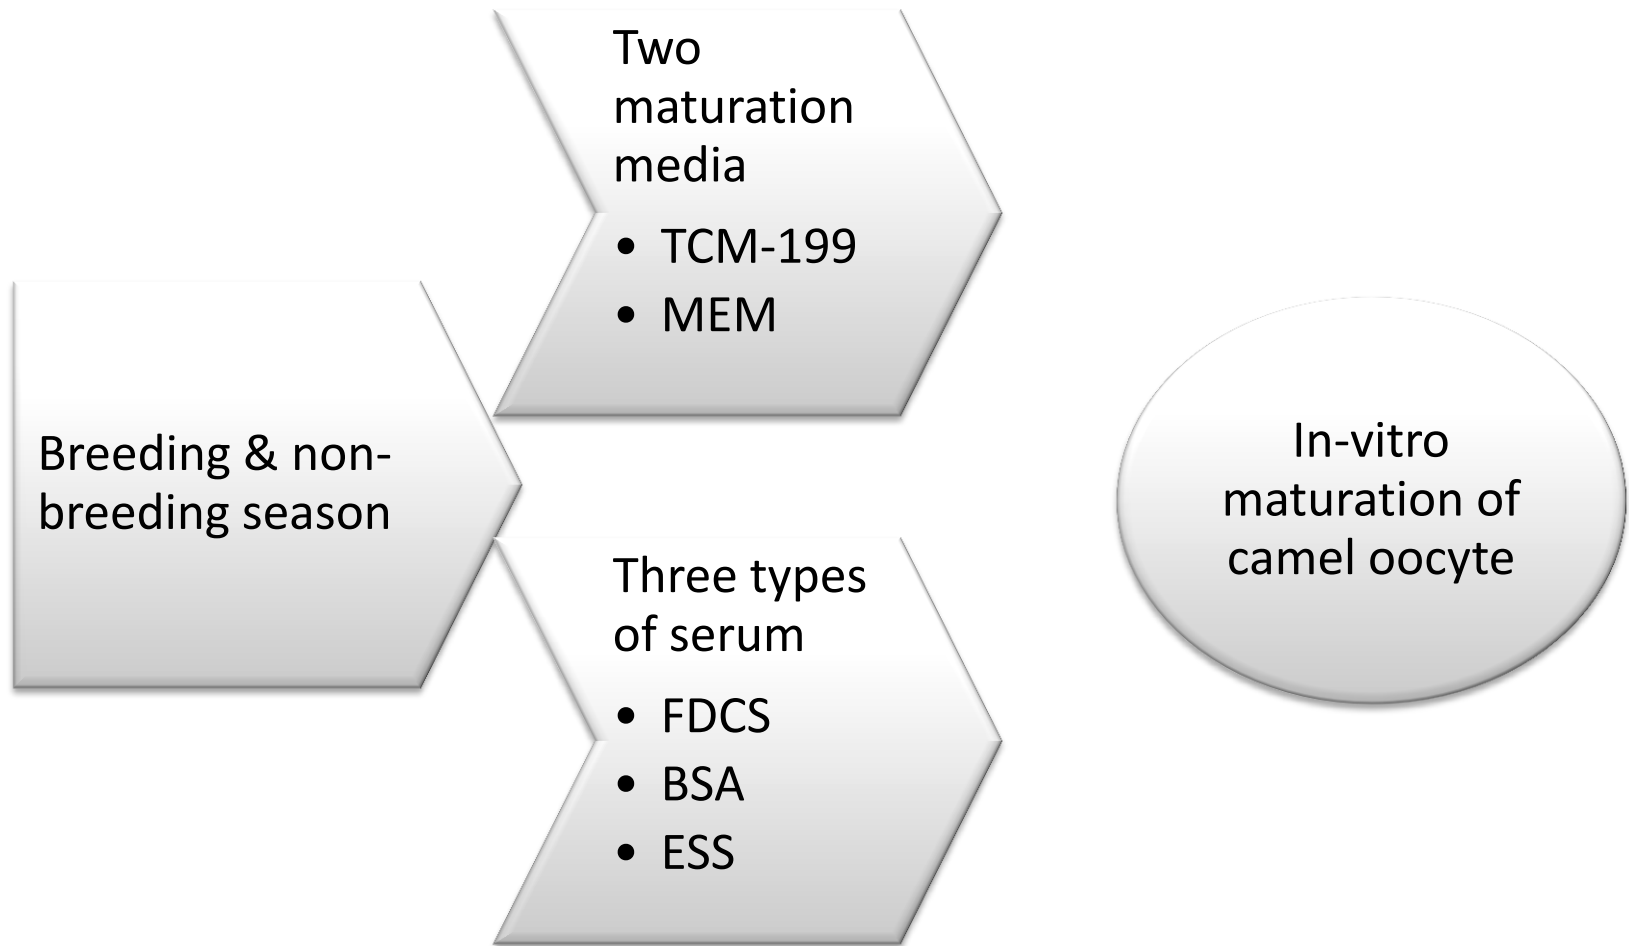 Breeding & non-
breeding season
Two
maturation
media
• TCM-199
• MEM
Three types
of serum
• FDCS
• BSA
• ESS
In-vitro
maturation of
camel oocyte